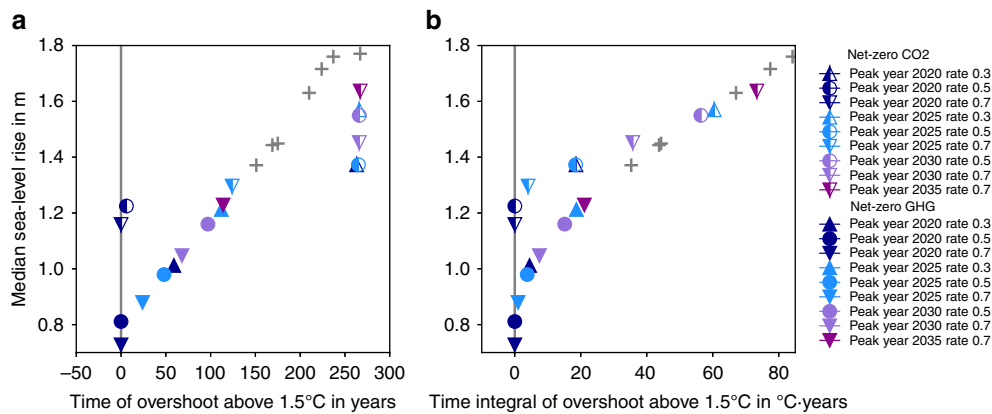 a
b
Median sea-level rise in m
1.8
1.6
1.4
1.2
1.0
0.8
−50
0
50
100
150
200
250
300
Time of overshoot above 1.5°C in years
1.8
1.6
1.4
1.2
1.0
0.8
0
20
40
60
80
Time integral of overshoot above 1.5°C in °C·years
Net-zero CO2
Peak year 2020 rate 0.3
Peak year 2020 rate 0.5
Peak year 2020 rate 0.7
Peak year 2025 rate 0.3
Peak year 2025 rate 0.5
Peak year 2025 rate 0.7
Peak year 2030 rate 0.5
Peak year 2030 rate 0.7
Peak year 2035 rate 0.7
Net-zero GHG
Peak year 2020 rate 0.3
Peak year 2020 rate 0.5
Peak year 2020 rate 0.7
Peak year 2025 rate 0.3
Peak year 2025 rate 0.5
Peak year 2025 rate 0.7
Peak year 2030 rate 0.5
Peak year 2030 rate 0.7
Peak year 2035 rate 0.7